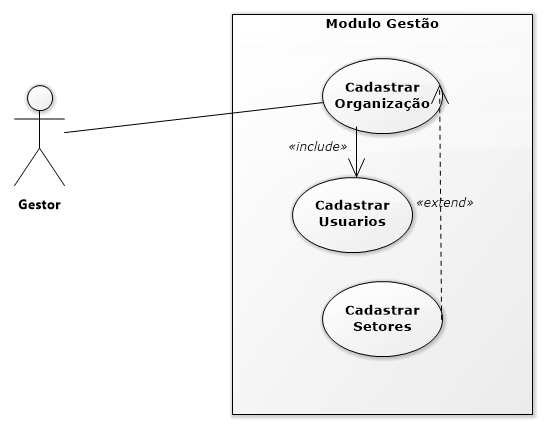 Modulo Gestão
Cadastrar
Organização
«include»
Cadastrar
Usuarios
«extend»
Gestor
Cadastrar
Setores